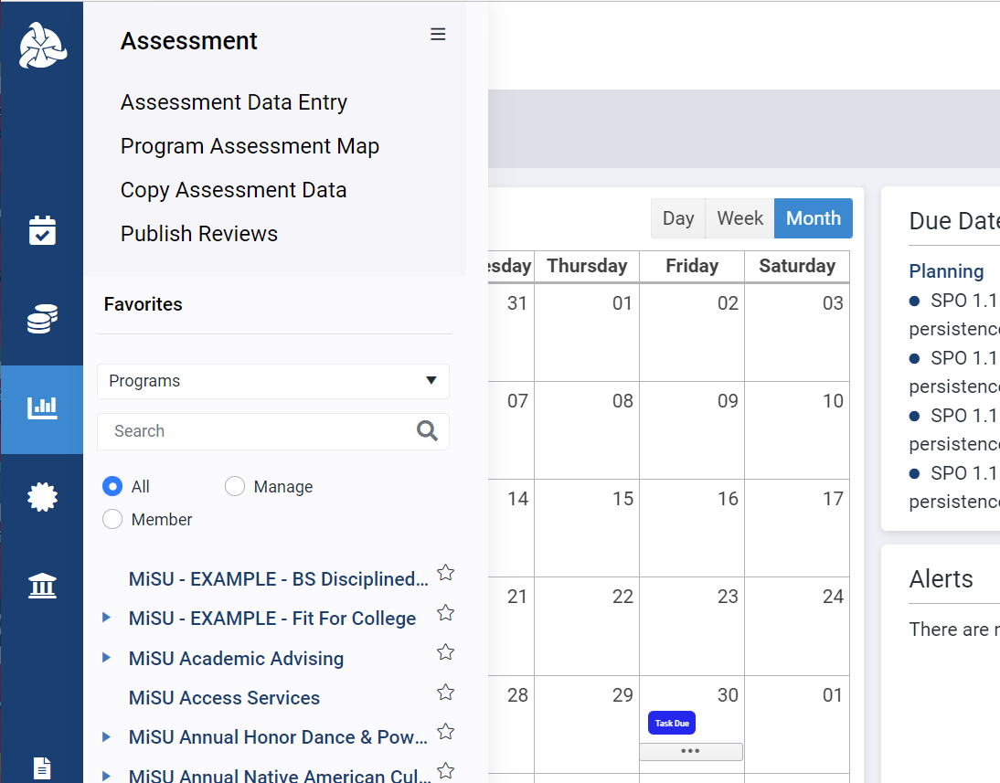 Assessment
Assessment Data Entry
Program Assessment Map
Copy Assessment Data
Publish Reviews
Favorites
Programs
Search
All Manage
Member
MiSU - EXAMPLE - BS Disciplined...
MiSU - EXAMPLE - Fit For College
MiSU Academic Advising
MiSU Access Services
MiSU Annual Honor Dance & Pow...
MiSU Annual Native American Cul...
Day Week Month
esday Thursday Friday Saturday
31 01 02 03
07 08 09 10
14 15 16 17
21 22 23 24
28 29 30 01
Task Due
•••
Due Date
Planning
• SPO 1.1
persistence
• SPO 1.1
persistence
• SPO 1.1
persistence
• SPO 1.1
persistence
Alerts
There are